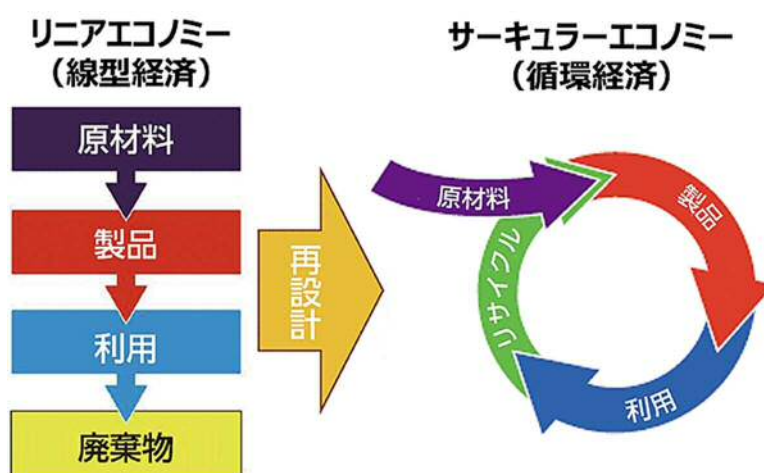 リニアエコノミー
（線型経済）
原材料
製品
利用
廃棄物
再設計
サーキュラーエコノミー
（循環経済）
原材料
製品
利用
リサイクル